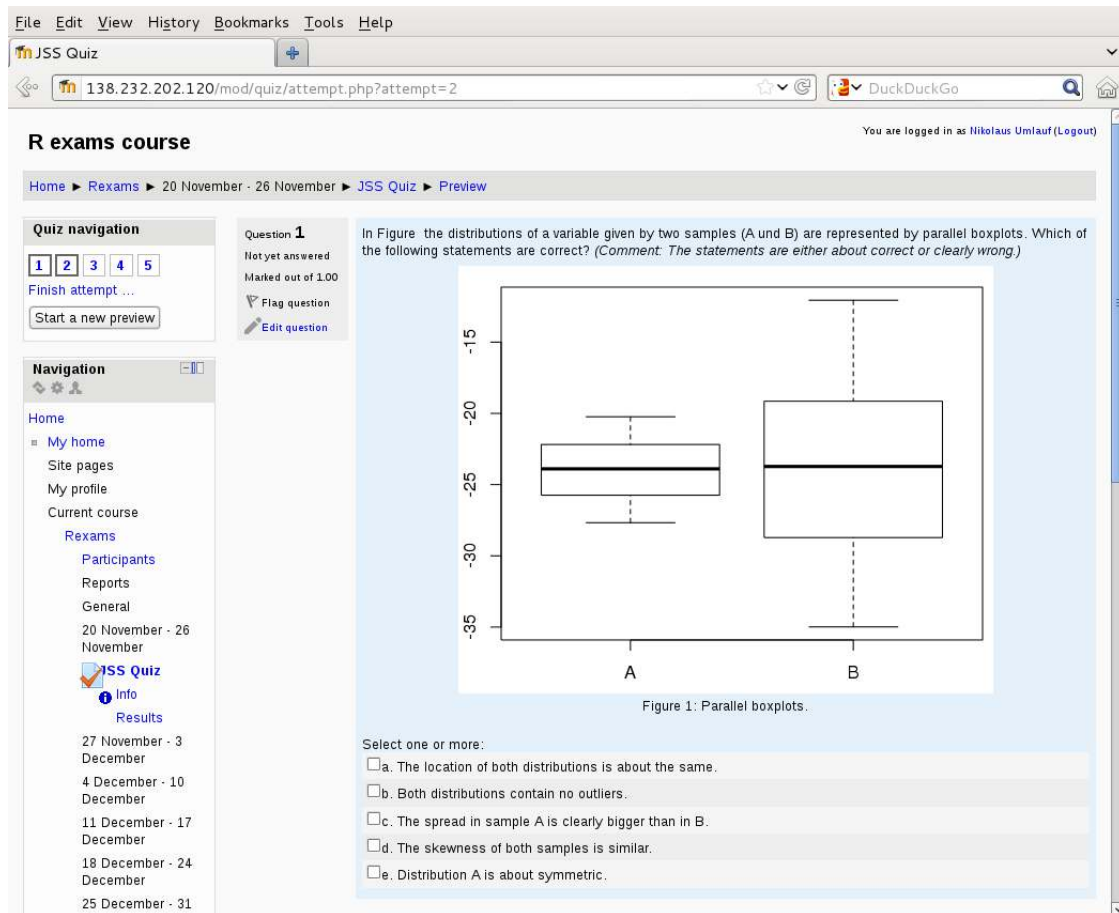 File Edit View History Bookmarks Tools Help
JSS Quiz
138.232.202.120/mod/quiz/attempt.php?attempt=2
DuckDuckGo
R exams course
You are logged in as Nikolaus Umlauf (Logout)
Home ► Rexams ► 20 November - 26 November ► JSS Quiz ► Preview
Quiz navigation
1 2 3 4 5
Finish attempt ...
Start a new preview
Navigation
Home
My home
Site pages
My profile
Current course
Rexams
Participants
Reports
General
20 November - 26
November
JSS Quiz
Info
Results
27 November - 3
December
4 December - 10
December
11 December - 17
December
18 December - 24
December
25 December - 31
Question 1
Not yet answered
Marked out of 1.00
Flag question
Edit question
In Figure the distributions of a variable given by two samples (A und B) are represented by parallel boxplots. Which of
the following statements are correct? (Comment: The statements are either about correct or clearly wrong.)
-15
-20
-25
-30
-35
A B
Figure 1: Parallel boxplots.
Select one or more:
a. The location of both distributions is about the same.
b. Both distributions contain no outliers.
c. The spread in sample A is clearly bigger than in B.
d. The skewness of both samples is similar.
e. Distribution A is about symmetric.